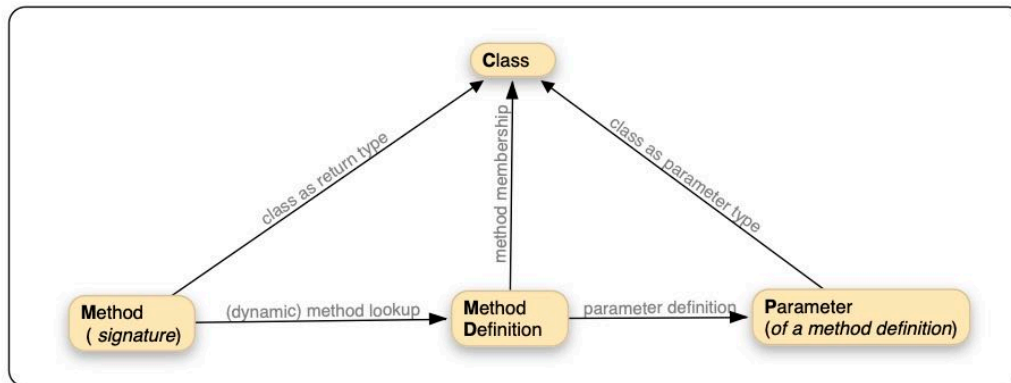 Class
class as return type
method membership
class as parameter type
Method
( signature)
(dynamic) method lookup
Method
Definition
parameter definition
Parameter
(of a method definition)